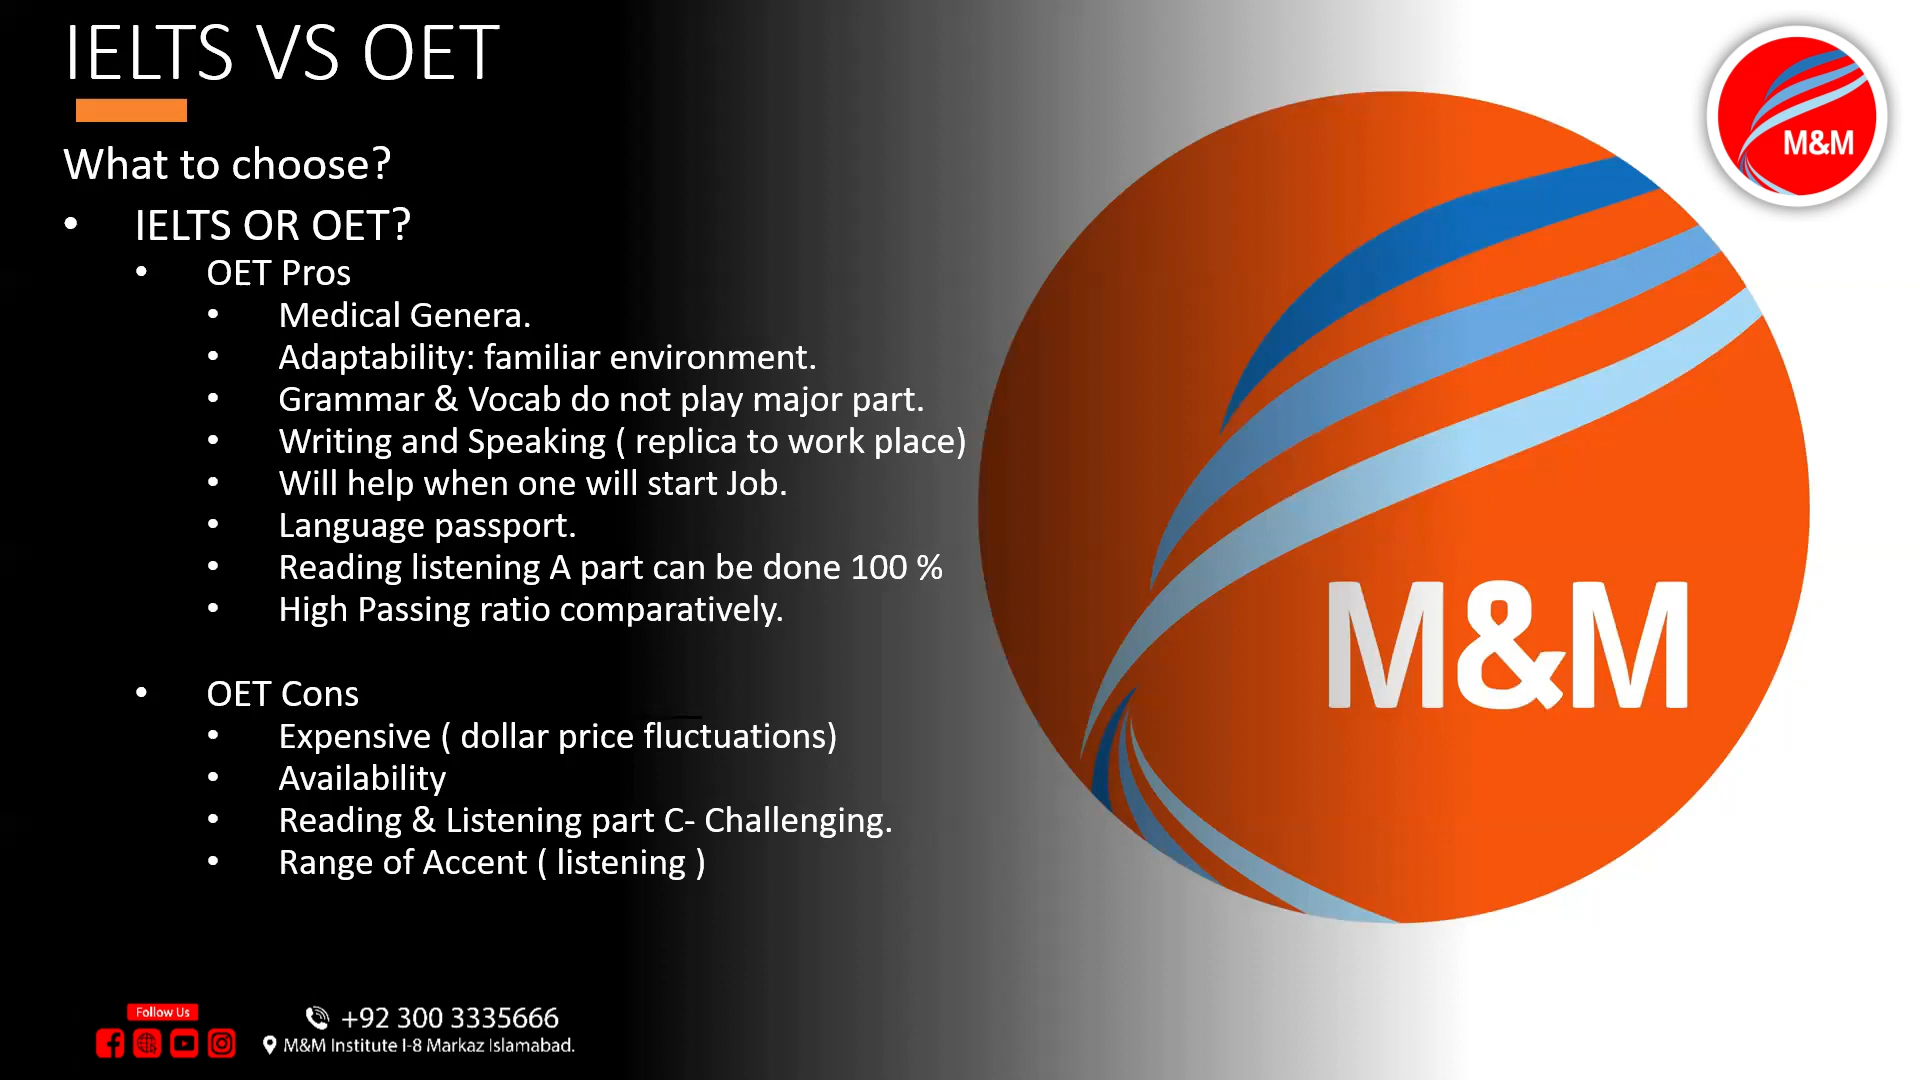 IELTS VS OET
M&M
What to choose?
• IELTS OR OET?
• OET Pros
• Medical Genera.
• Adaptability: familiar environment.
• Grammar & Vocab do not play major part.
• Writing and Speaking ( replica to work place)
• Will help when one will start Job.
• Language passport.
• Reading listening A part can be done 100 %
• High Passing ratio comparatively.
M&M
• OET Cons
• Expensive ( dollar price fluctuations)
• Availability
• Reading & Listening part C- Challenging.
• Range of Accent ( listening )
Follow Us
+92 300 3335666
M&M Institute I-8 Markaz Islamabad.